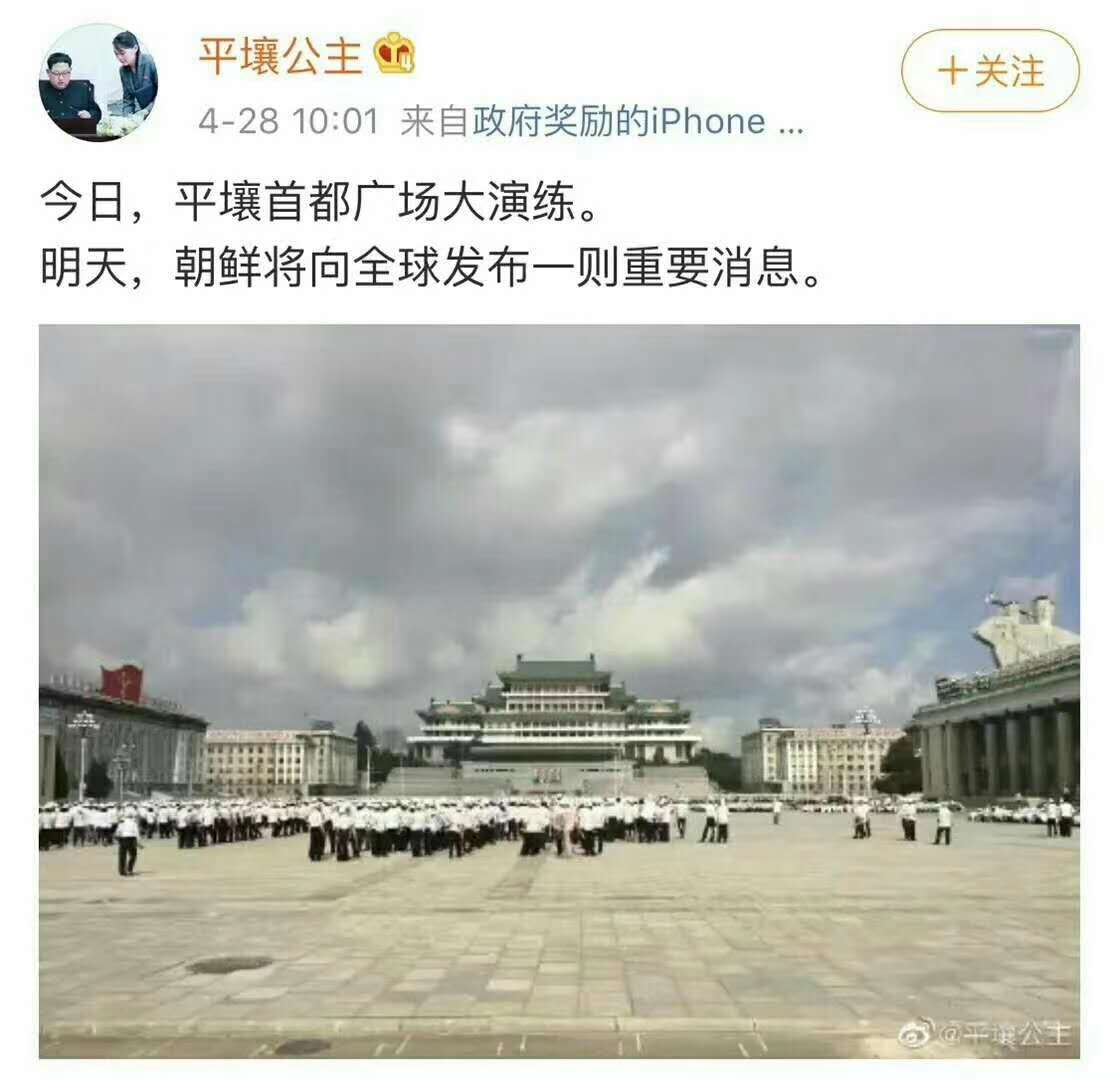 平壤公主
+关注
4-28 10:01 来自政府奖励的iPhone ...
今日，平壤首都广场大演练。
明天，朝鲜将向全球发布一则重要消息。
@平壤公主